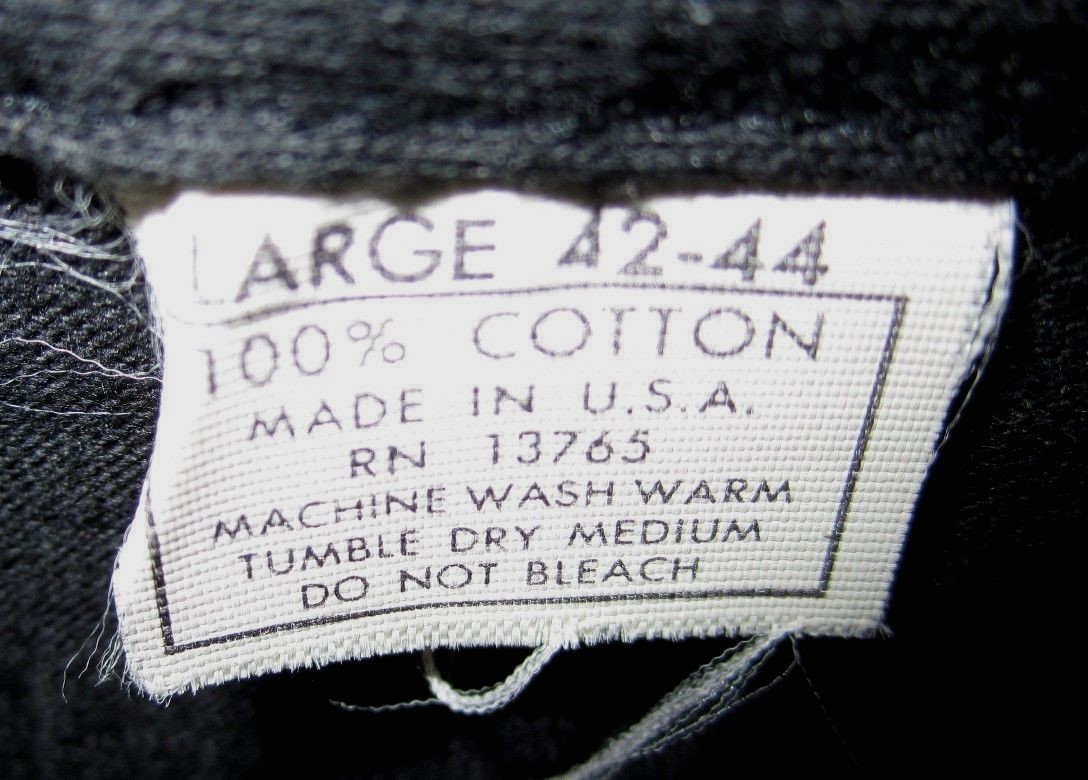 LARGE 42-44
100% COTTON
MADE IN U.S.A.
RN 13765
MACHINE WASH WARM
TUMBLE DRY MEDIUM
DO NOT BLEACH